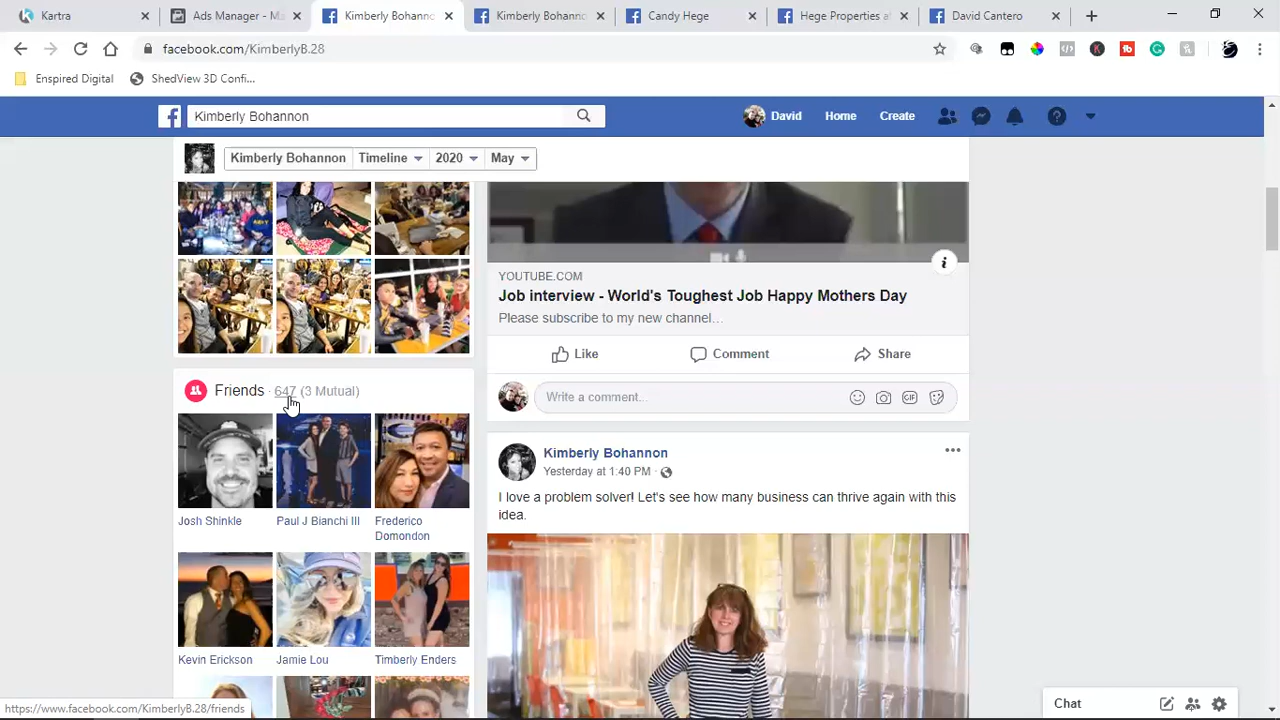 Kartra
Ads Manager - M
Kimberly Bohann
Kimberly Bohann
Candy Hege
Hege Properties a
David Cantero
facebook.com/KimberlyB.28
Enspired Digital
ShedView 3D Confi...
Kimberly Bohannon
David
Home
Create
Kimberly Bohannon
Timeline
2020
May
YOUTUBE.COM
Job interview - World's Toughest Job Happy Mothers Day
Please subscribe to my new channel...
Like
Comment
Share
Friends · 647 (3 Mutual)
Write a comment...
GIF
Josh Shinkle
Paul J Bianchi III
Frederico
Domondon
Kimberly Bohannon
Yesterday at 1:40 PM ·
I love a problem solver! Let's see how many business can thrive again with this
idea.
Kevin Erickson
Jamie Lou
Timberly Enders
https://www.facebook.com/KimberlyB.28/friends
Chat